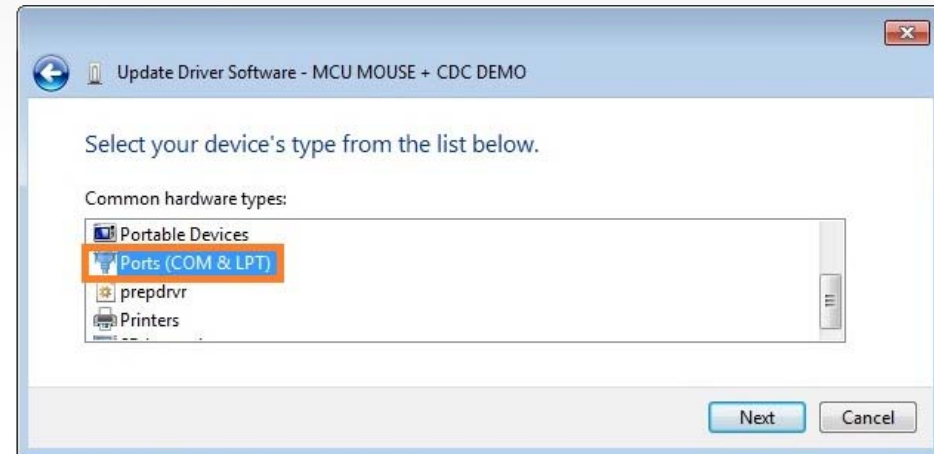 Update Driver Software - MCU MOUSE + CDC DEMO
Select your device's type from the list below.
Common hardware types:
Portable Devices
Ports (COM & LPT)
prepdrvr
Printers
Next
Cancel